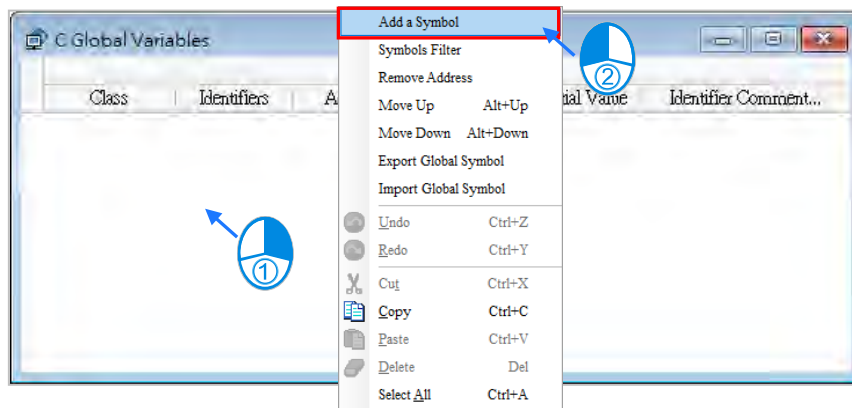 C Global Variables
Class Identifiers A
Value Identifier Comment...
Add a Symbol
Symbols Filter
Remove Address
Move Up Alt+Up
Move Down Alt+Down
Export Global Symbol
Import Global Symbol
Undo Ctrl+Z
Redo Ctrl+Y
Cut Ctrl+X
Copy Ctrl+C
Paste Ctrl+V
Delete Del
Select All Ctrl+A
1
2